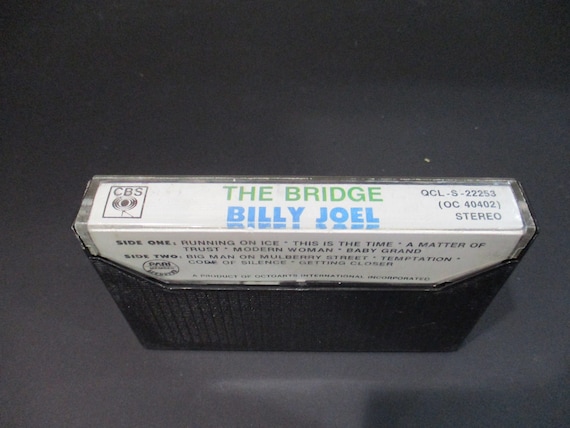 CBS
THE BRIDGE
BILLY JOEL
QCL-S-22253
(OC 40402)
STEREO
SIDE ONE: RUNNING ON ICE * THIS IS THE TIME * A MATTER OF
TRUST * MODERN WOMAN * BABY GRAND
SIDE TWO: BIG MAN ON MULBERRY STREET * TEMPTATION *
CODE OF SILENCE * GETTING CLOSER
PARI
A PRODUCT OF OCTOARTS INTERNATIONAL INCORPORATED